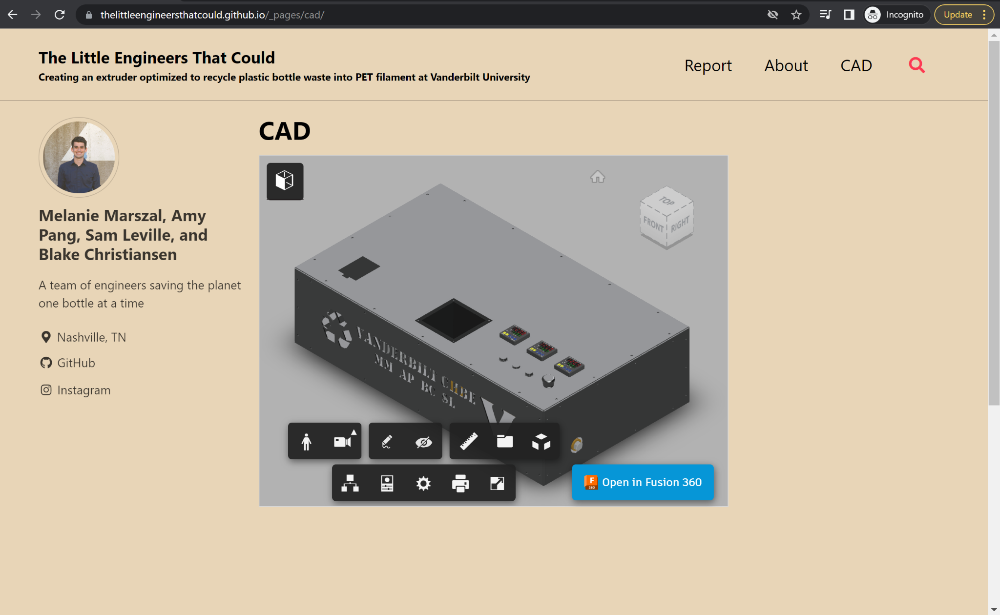 thelittleengineersthatcould.github.io/_pages/cad/
Incognito
Update
The Little Engineers That Could
Creating an extruder optimized to recycle plastic bottle waste into PET filament at Vanderbilt University
Report
About
CAD
CAD
Melanie Marszal, Amy
Pang, Sam Leville, and
Blake Christiansen
A team of engineers saving the planet
one bottle at a time
Nashville, TN
GitHub
Instagram
TOP
FRONT
RIGHT
VANDERBILT CHBE
MM AP BC SL
V
F
360
Open in Fusion 360